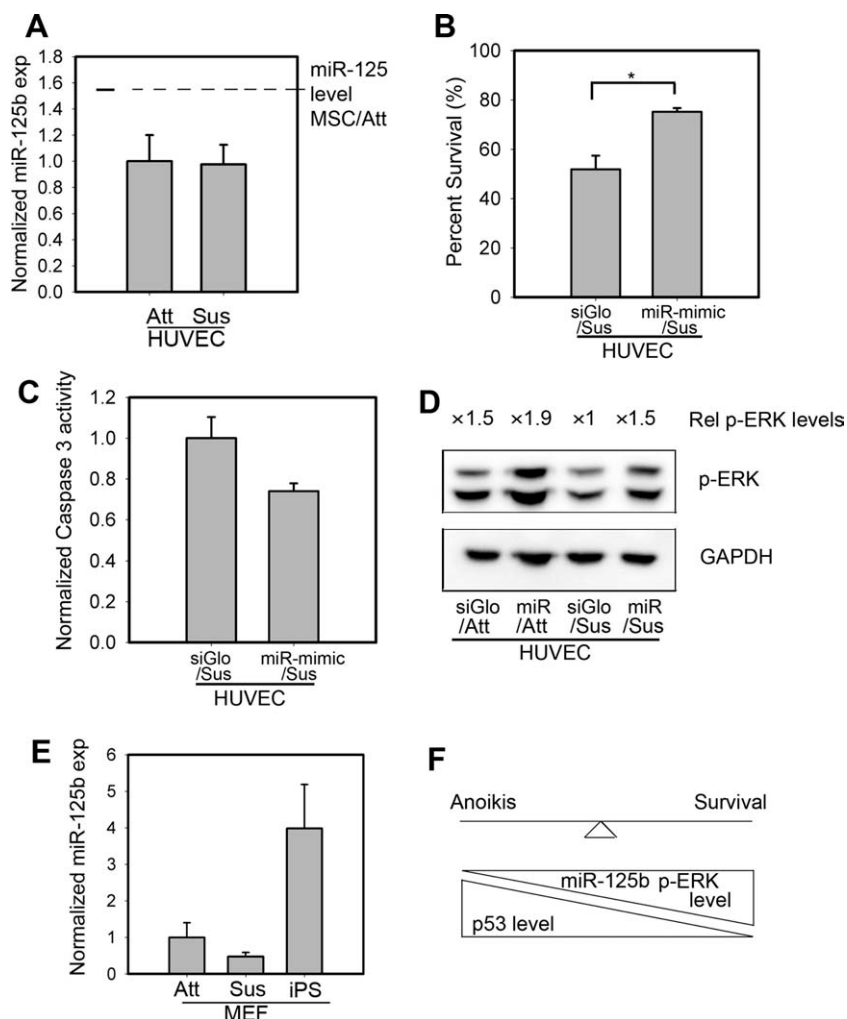 A
Normalized miR-125b exp
1.8
1.6
1.4
1.2
1.0
0.8
0.6
0.4
0.2
0.0
miR-125
level
MSC/Att
Att Sus
HUVEC
B
Percent Survival (%)
100
80
60
40
20
0
*
siGlo miR-mimic
/Sus /Sus
HUVEC
C
Normalized Caspase 3 activity
1.2
1.0
0.8
0.6
0.4
0.2
0.0
siGlo miR-mimic
/Sus /Sus
HUVEC
D
×1.5 ×1.9 ×1 ×1.5 Rel p-ERK levels
p-ERK
GAPDH
siGlo miR siGlo miR
/Att /Att /Sus /Sus
HUVEC
E
Normalized miR-125b exp
6
5
4
3
2
1
0
Att Sus iPS
MEF
F
Anoikis Survival
miR-125b p-ERK
level
p53 level